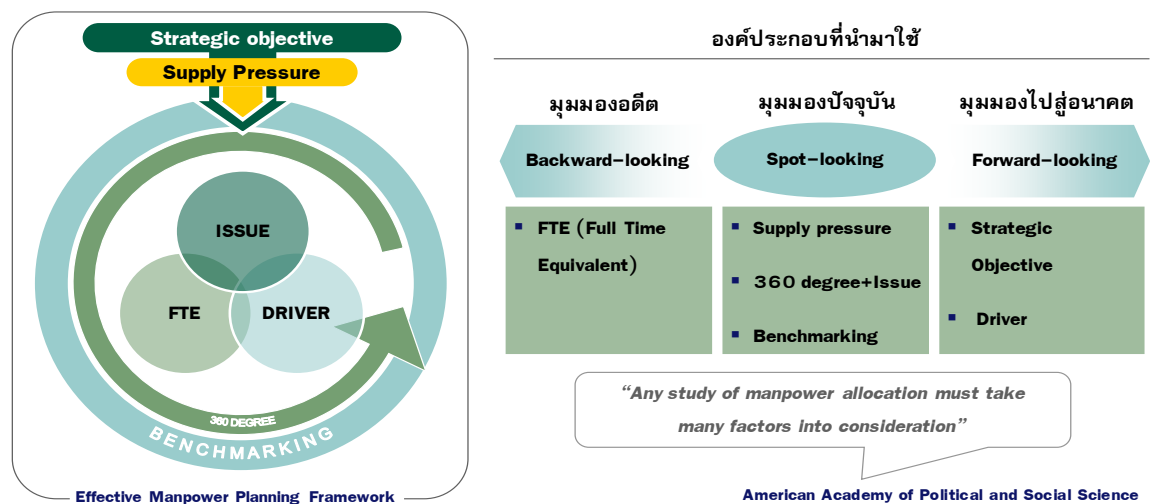 Strategic objective
Supply Pressure
ISSUE
FTE
DRIVER
360 DEGREE
BENCHMARKING
Effective Manpower Planning Framework
องค์ประกอบที่นำมาใช้
มุมมองอดีต
มุมมองปัจจุบัน
มุมมองไปสู่อนาคต
Backward-looking
Spot-looking
Forward-looking
▪ FTE (Full Time
Equivalent)
▪ Supply pressure
▪ 360 degree+Issue
▪ Benchmarking
▪ Strategic
Objective
▪ Driver
“Any study of manpower allocation must take
many factors into consideration”
American Academy of Political and Social Science